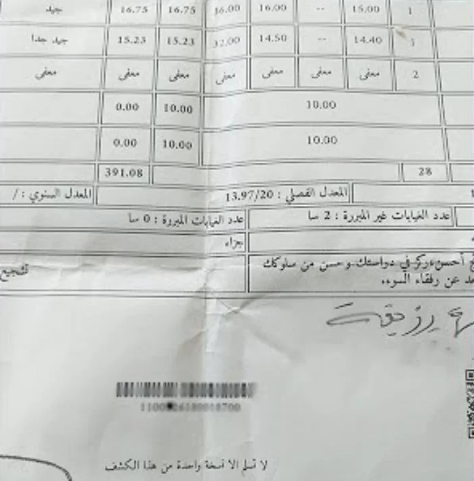 جيد 16.75 16.75 16.00 16.00 -- 15.00 1
جيد جدا 15.23 15.23 14.50 -- 14.40
معفى معفى معفى معفى معفى معفى معفى 2
0.00 10.00 10.00
0.00 10.00 10.00
391.08 28
المعدل الفصلي : 13.97/20 المعدل السنوي : /
عدد الغيابات غير المبررة : 2 سا عدد الغيابات المبررة : 0 سا
جزاء
أحسن وركز في دراستك وحسن من سلوكك
عد عن رفقاء السوء. تشجيع
لا تسلم الا نسخة واحدة من هذا الكشف